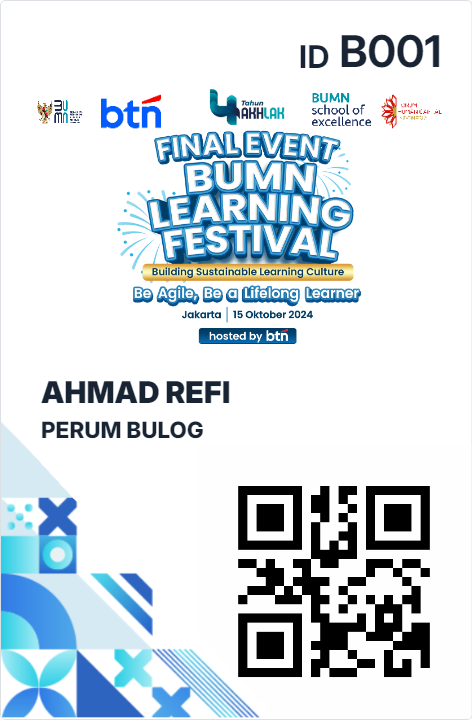 ID B001
BUMN
btn
4 Tahun
AKHLAK
BUMN
school of
excellence
FINAL EVENT
BUMN
LEARNING
FESTIVAL
Building Sustainable Learning Culture
Be Agile, Be a Lifelong Learner
Jakarta | 15 Oktober 2024
hosted by btn
AHMAD REFI
PERUM BULOG